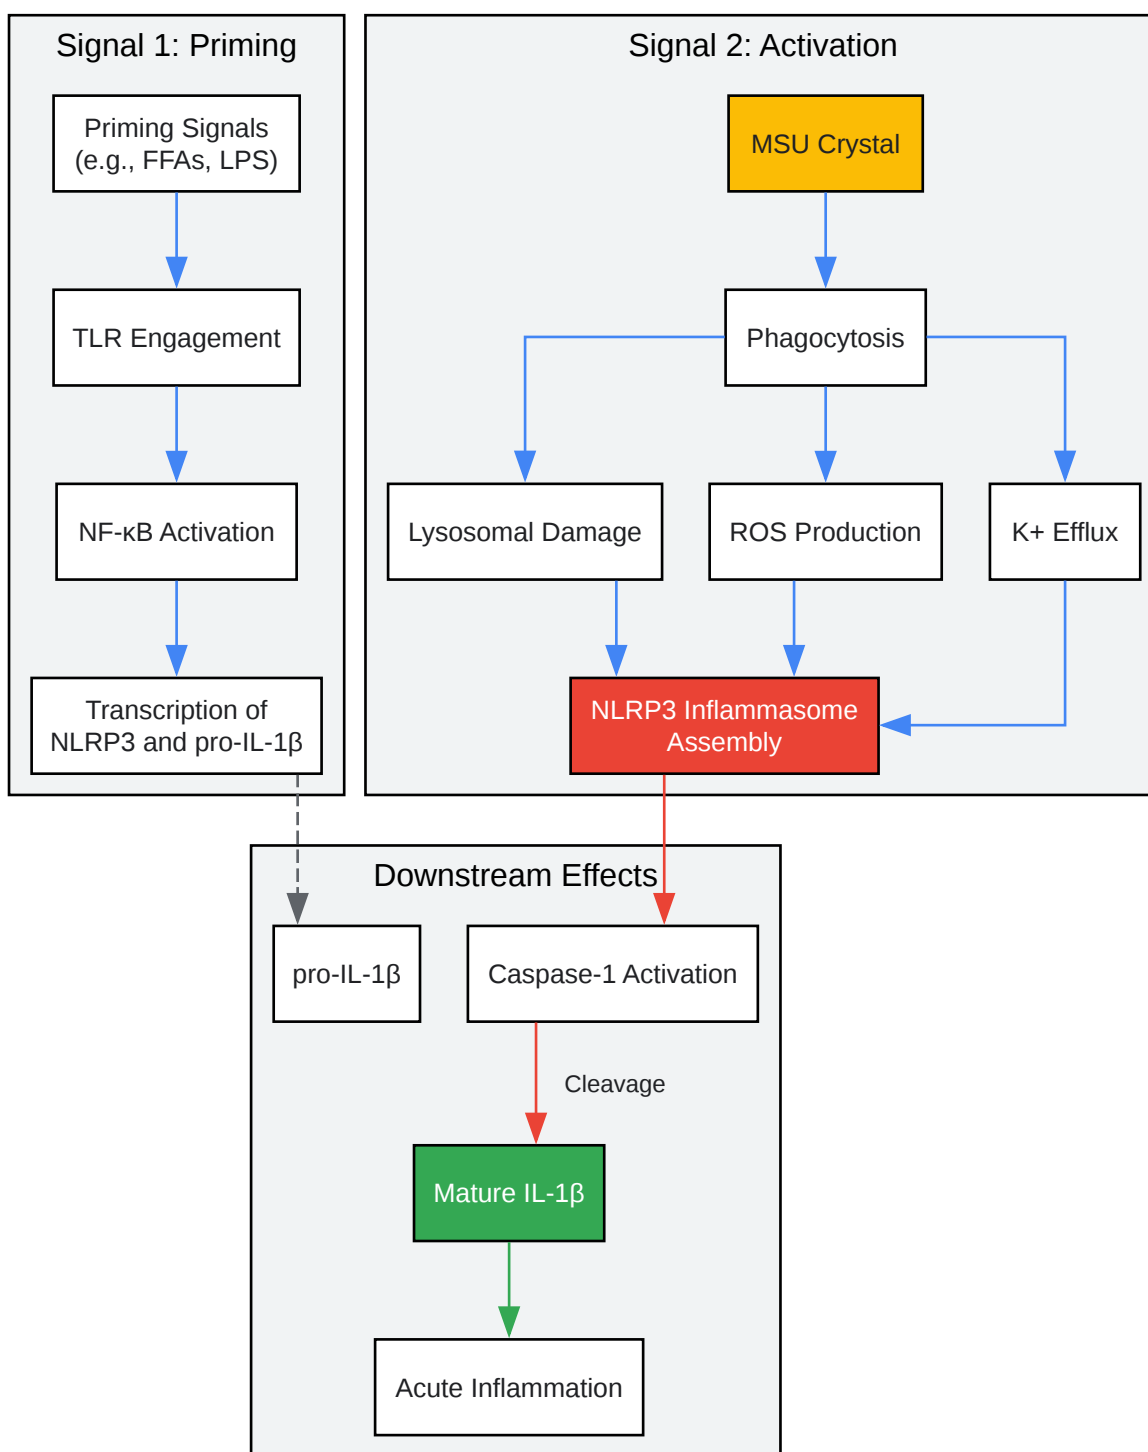 Signal 1: Priming
Priming Signals
(e.g., FFAs, LPS)
TLR Engagement
NF-κB Activation
Transcription of
NLRP3 and pro-IL-1β
Signal 2: Activation
MSU Crystal
Phagocytosis
Lysosomal Damage
ROS Production
K+ Efflux
NLRP3 Inflammasome
Assembly
Downstream Effects
pro-IL-1β
Caspase-1 Activation
Cleavage
Mature IL-1β
Acute Inflammation